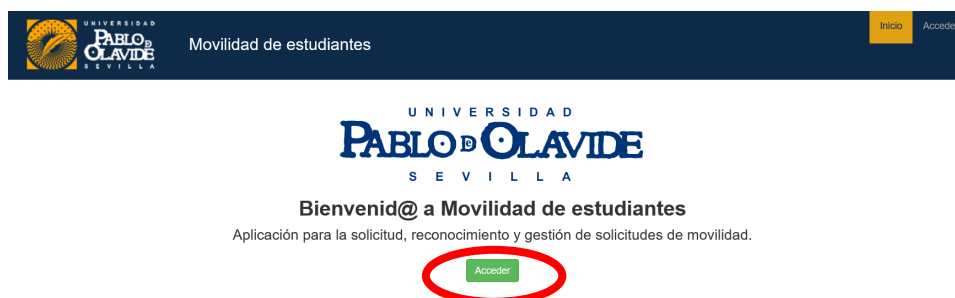 UNIVERSIDAD
PABLO DE
OLAVIDE
SEVILLA
Movilidad de estudiantes
Inicio
Accede
UNIVERSIDAD
PABLO DE OLAVIDE
SEVILLA
Bienvenid@ a Movilidad de estudiantes
Aplicación para la solicitud, reconocimiento y gestión de solicitudes de movilidad.
Acceder